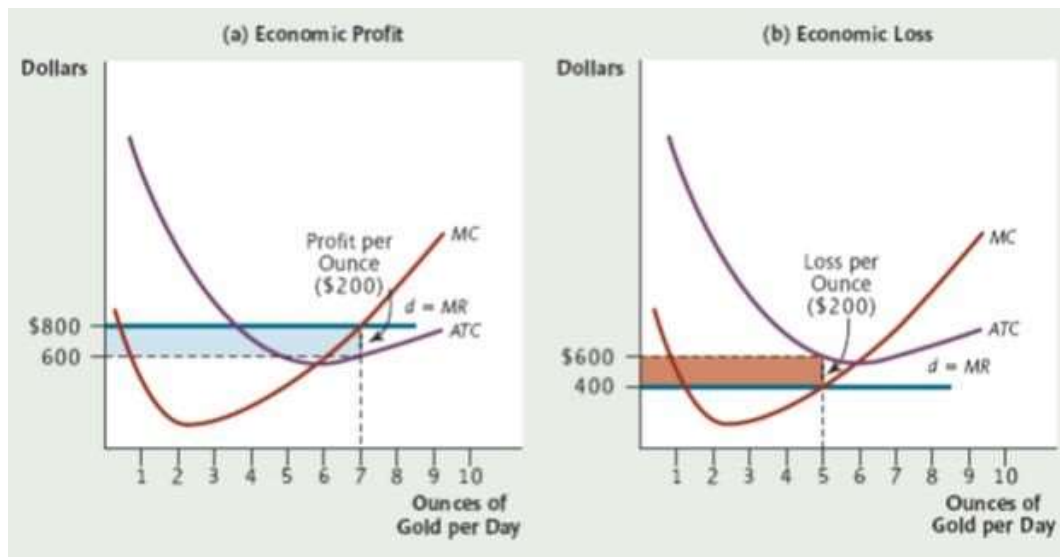 (a) Economic Profit
Dollars
MC
Profit per
Ounce
($200)
d = MR
$800
ATC
600
1 2 3 4 5 6 7 8 9 10
Ounces of
Gold per Day
(b) Economic Loss
Dollars
MC
Loss per
Ounce
($200)
ATC
$600
d = MR
400
1 2 3 4 5 6 7 8 9 10
Ounces of
Gold per Day